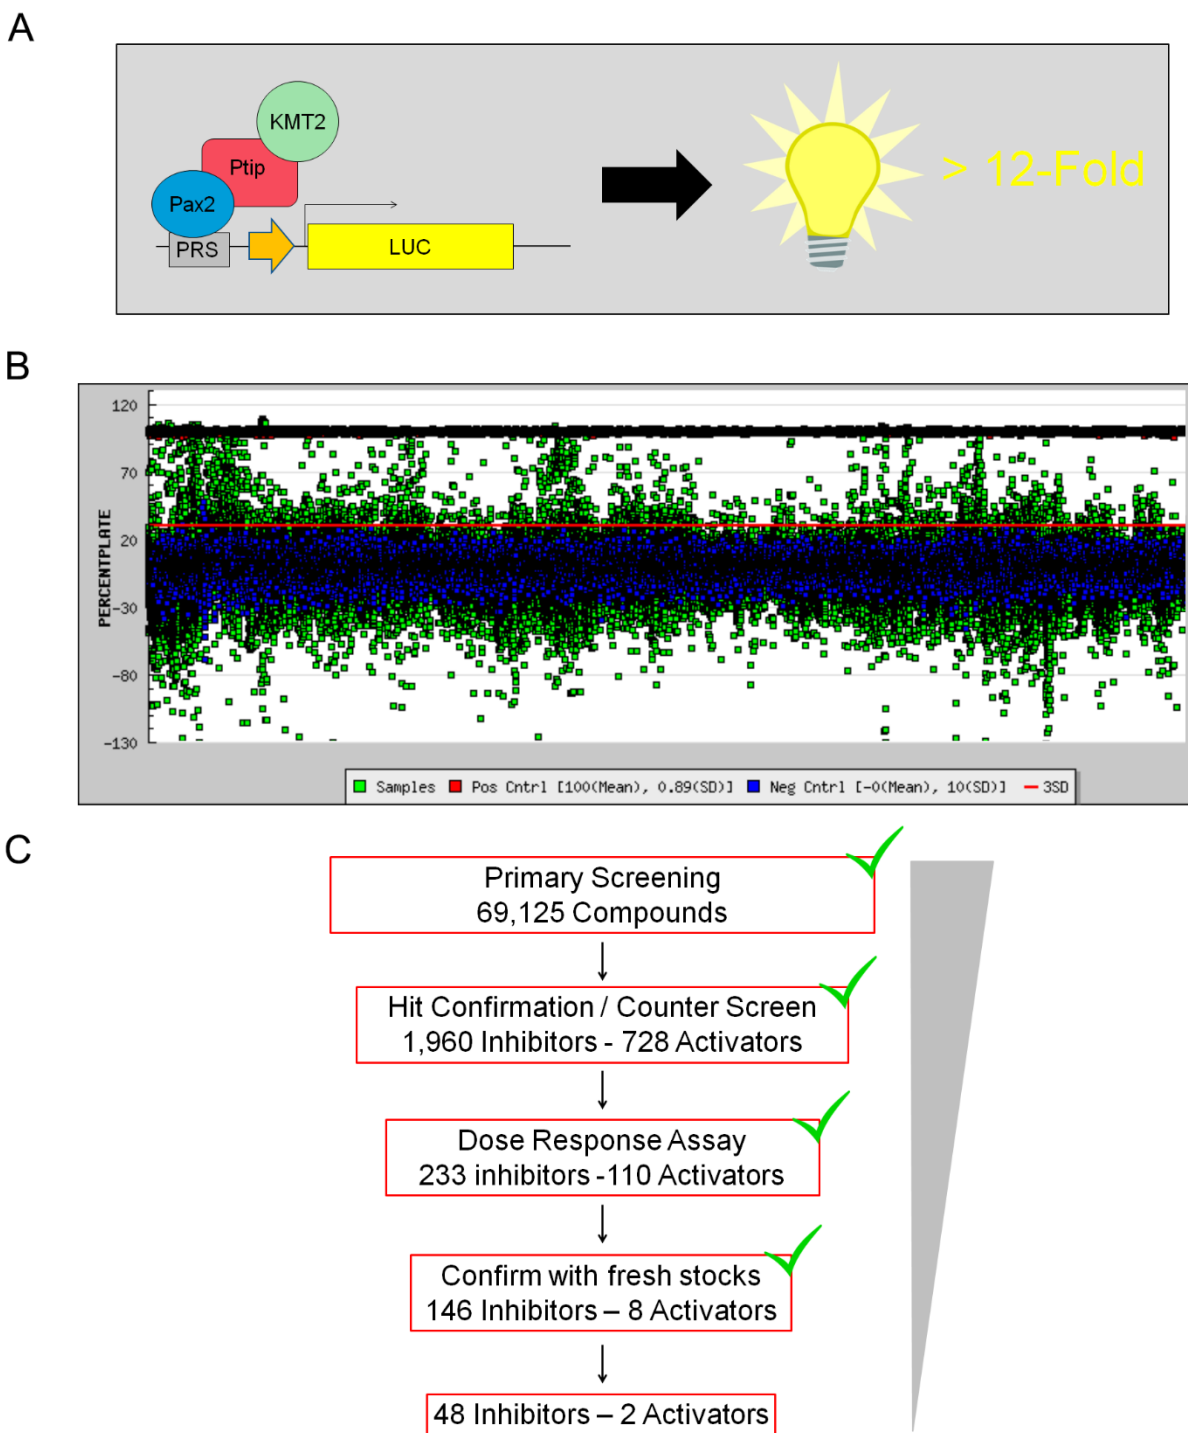 A
KMT2
Ptip
Pax2
PRS
LUC
> 12-Fold
B
120
70
20
-30
-80
-130
PERCENTPLATE
Samples Pos Cntrl [100(Mean), 0.89(SD)] Neg Cntrl [-0(Mean), 10(SD)] 3SD
C
Primary Screening
69,125 Compounds
Hit Confirmation / Counter Screen
1,960 Inhibitors - 728 Activators
Dose Response Assay
233 inhibitors -110 Activators
Confirm with fresh stocks
146 Inhibitors – 8 Activators
48 Inhibitors – 2 Activators